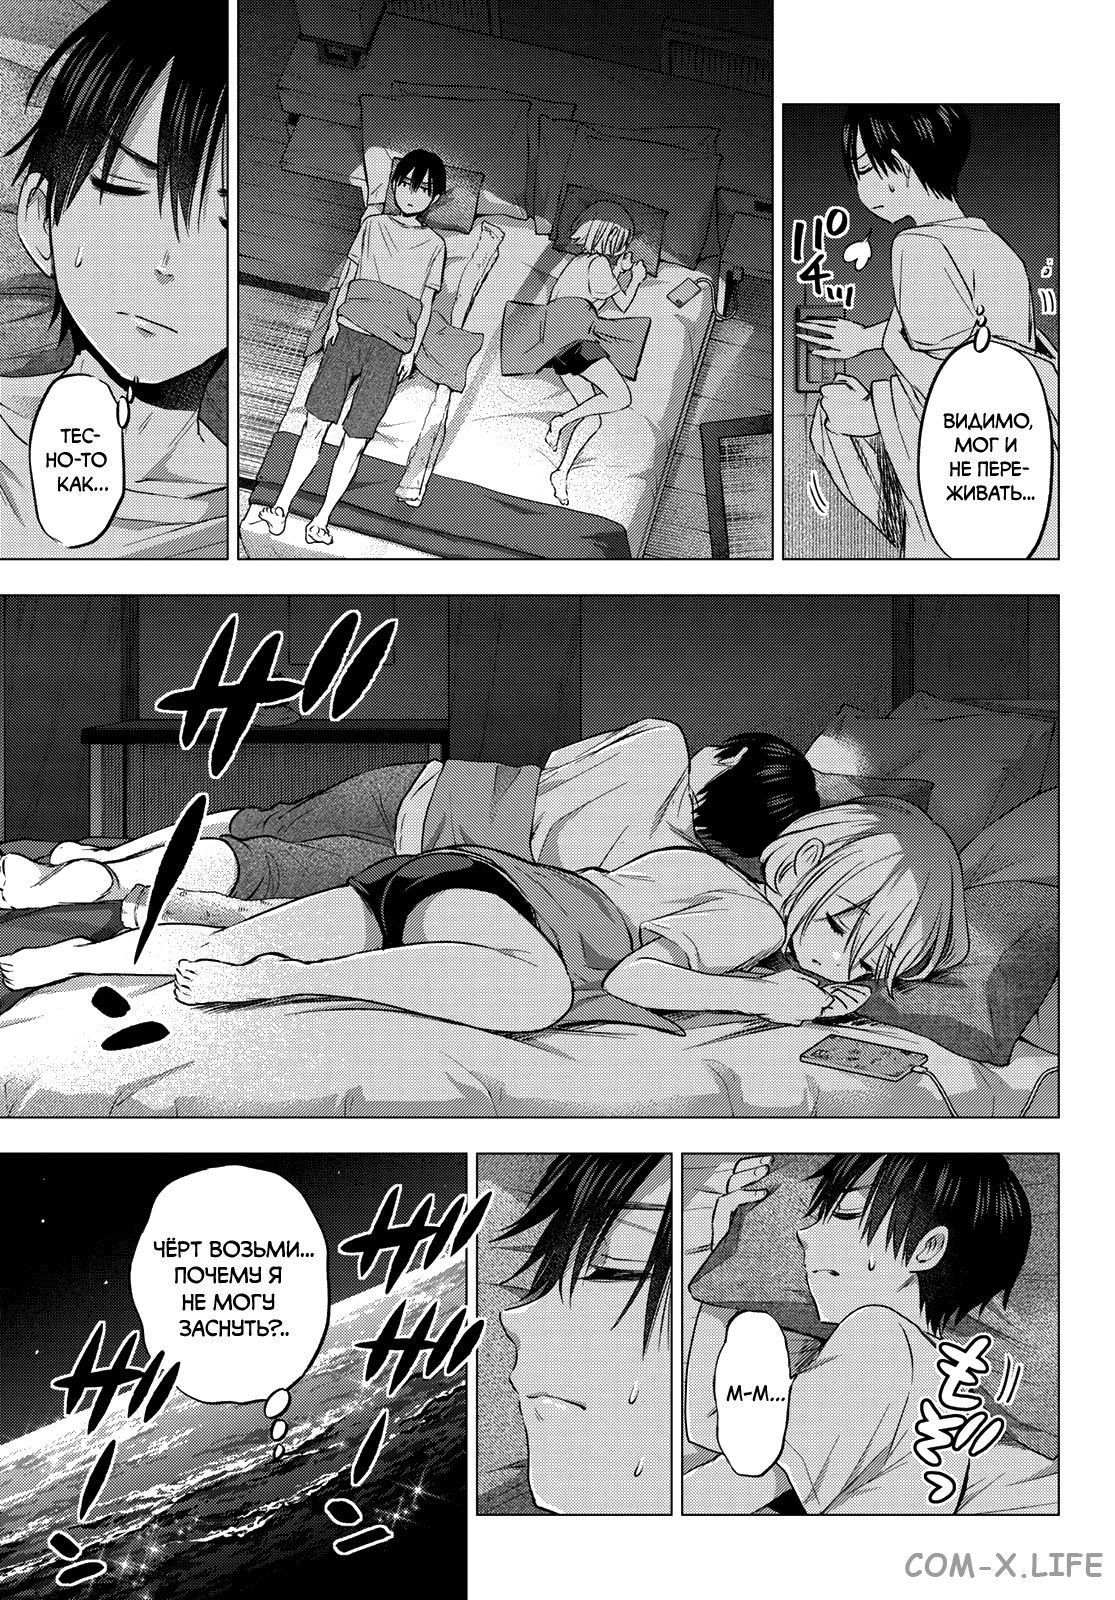 ВИДИМО,
МОГ И
НЕ ПЕРЕ-
ЖИВАТЬ...
ТЕС-
НО-ТО
КАК...
М-М...
ЧЁРТ ВОЗЬМИ...
ПОЧЕМУ Я
НЕ МОГУ
ЗАСНУТЬ?..
COM-X.LIFE